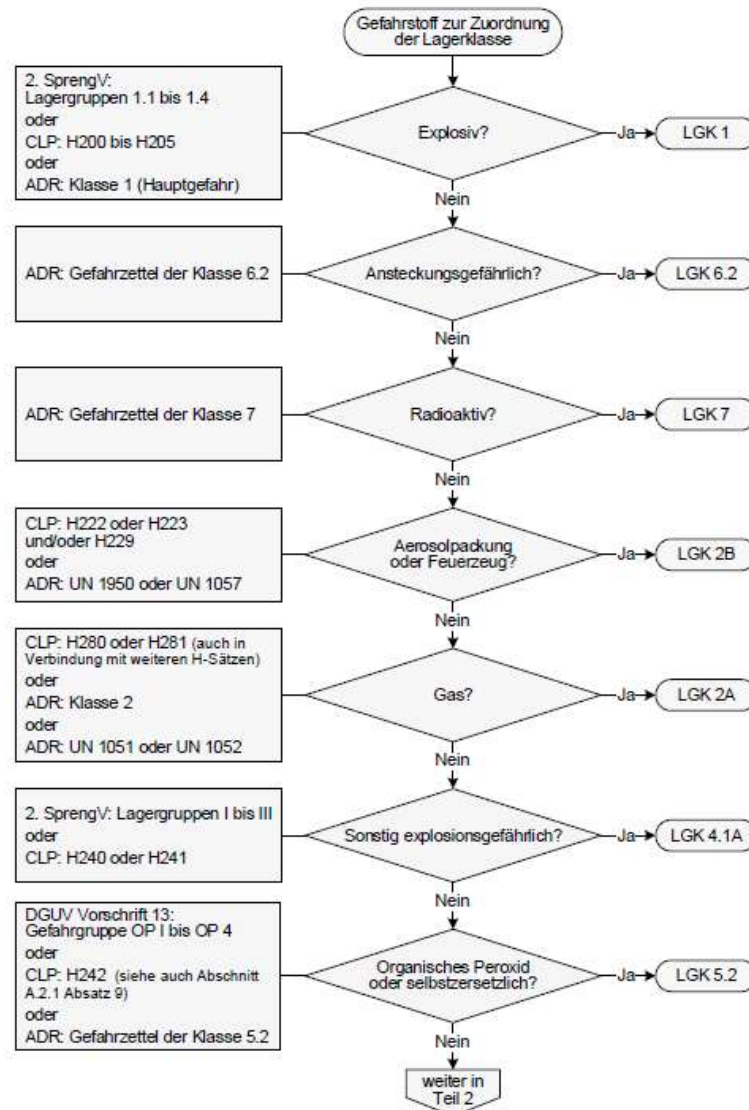 Gefahrstoff zur Zuordnung
der Lagerklasse
2. SprengV:
Lagergruppen 1.1 bis 1.4
oder
CLP: H200 bis H205
oder
ADR: Klasse 1 (Hauptgefahr)
Explosiv?
Ja
LGK 1
Nein
ADR: Gefahrzettel der Klasse 6.2
Ansteckungsgefährlich?
Ja
LGK 6.2
Nein
ADR: Gefahrzettel der Klasse 7
Radioaktiv?
Ja
LGK 7
Nein
CLP: H222 oder H223
und/oder H229
oder
ADR: UN 1950 oder UN 1057
Aerosolpackung
oder Feuerzeug?
Ja
LGK 2B
Nein
CLP: H280 oder H281 (auch in
Verbindung mit weiteren H-Sätzen)
oder
ADR: Klasse 2
oder
ADR: UN 1051 oder UN 1052
Gas?
Ja
LGK 2A
Nein
2. SprengV: Lagergruppen I bis III
oder
CLP: H240 oder H241
Sonstig explosionsgefährlich?
Ja
LGK 4.1A
Nein
DGUV Vorschrift 13:
Gefahrgruppe OP I bis OP 4
oder
CLP: H242 (siehe auch Abschnitt
A.2.1 Absatz 9)
oder
ADR: Gefahrzettel der Klasse 5.2
Organisches Peroxid
oder selbstzersetzlich?
Ja
LGK 5.2
Nein
weiter in
Teil 2